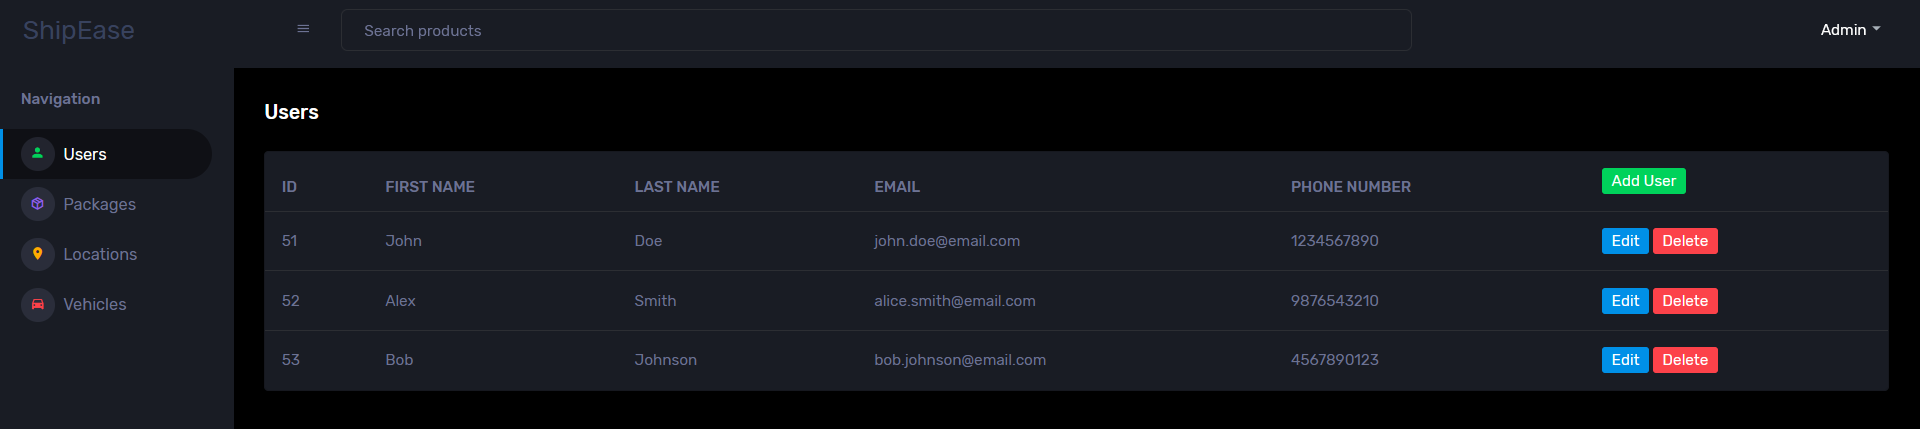 ShipEase
Search products
Admin
Navigation
Users
Packages
Locations
Vehicles
Users
ID FIRST NAME LAST NAME EMAIL PHONE NUMBER Add User
51 John Doe john.doe@email.com 1234567890 Edit Delete
52 Alex Smith alice.smith@email.com 9876543210 Edit Delete
53 Bob Johnson bob.johnson@email.com 4567890123 Edit Delete